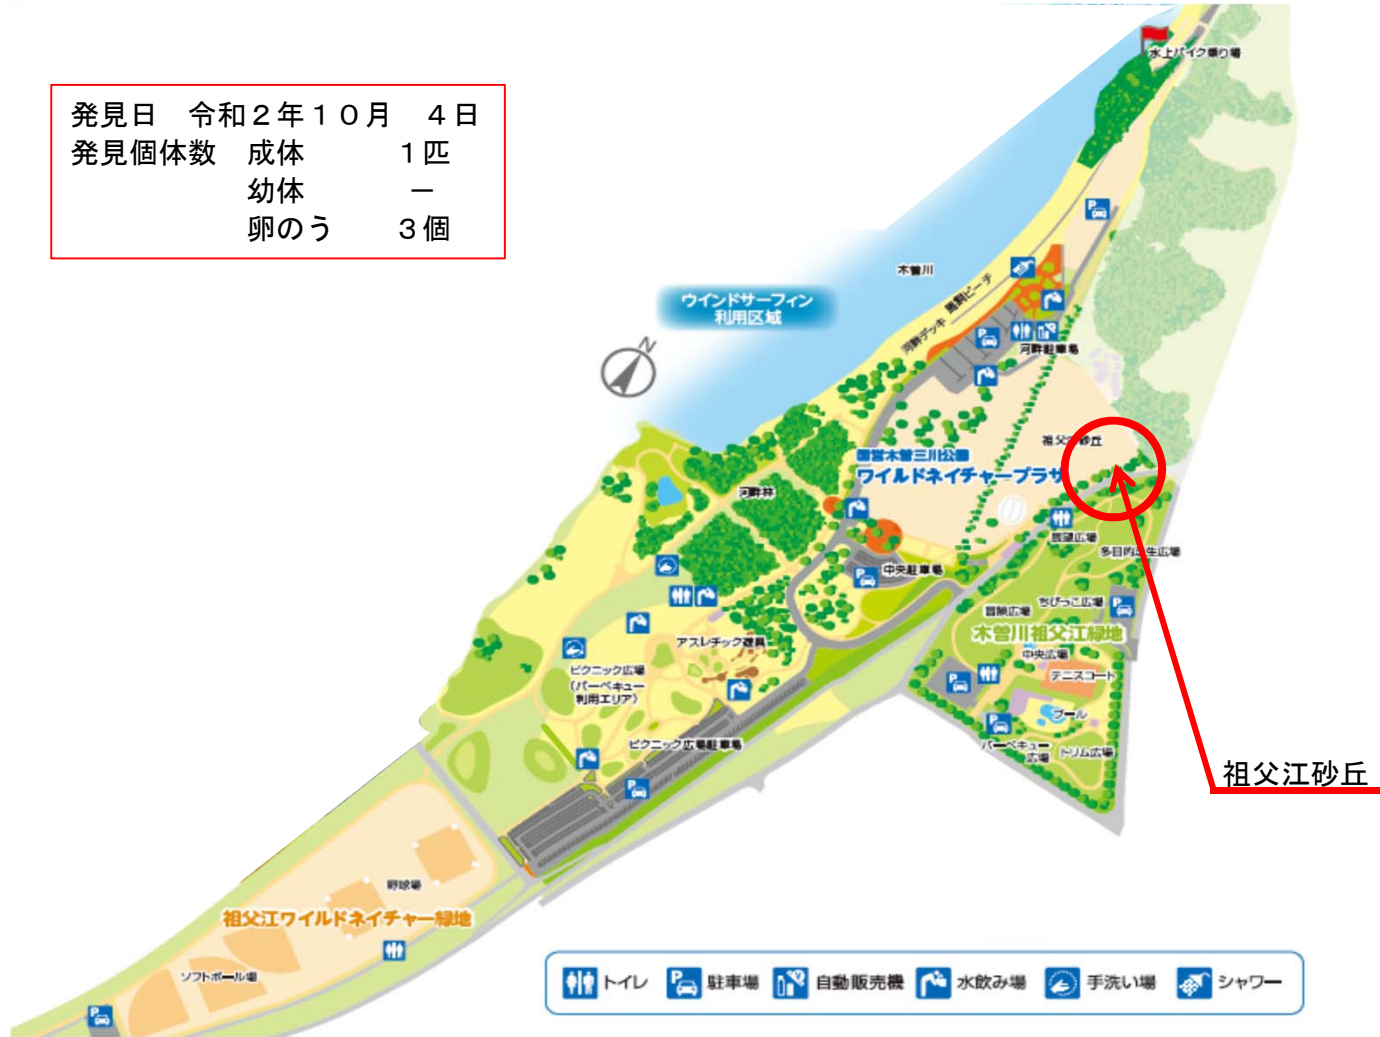 発見日　令和２年１０月　４日
発見個体数　成体　１匹
幼体　－
卵のう　３個
水上バイク乗り場
木曽川
ウインドサーフィン
利用区域
N
河畔デッキ
砂浜ビーチ
河畔駐車場
祖父江砂丘
国営木曽三川公園
ワイルドネイチャープラザ
河畔林
展望広場
多目的芝生広場
中央駐車場
冒険広場
ちびっこ広場
木曽川祖父江緑地
中央広場
テニスコート
アスレチック遊具
ピクニック広場
(バーベキュー
利用エリア)
プール
バーベキュー
広場
トリム広場
ピクニック広場駐車場
祖父江砂丘
野球場
祖父江ワイルドネイチャー緑地
ソフトボール場
トイレ
P 駐車場
自動販売機
水飲み場
手洗い場
シャワー